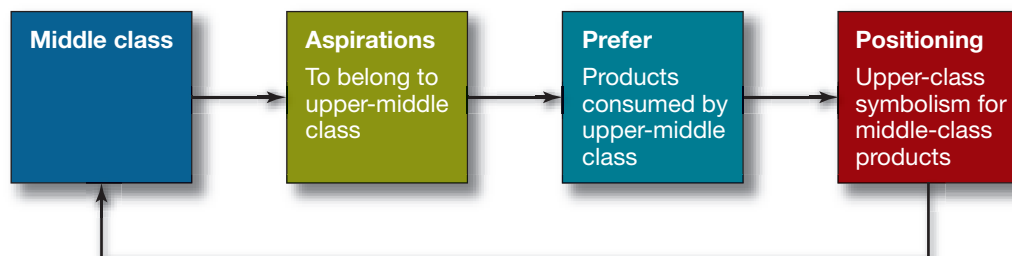 Middle class
Aspirations
To belong to
upper-middle
class
Prefer
Products
consumed by
upper-middle
class
Positioning
Upper-class
symbolism for
middle-class
products